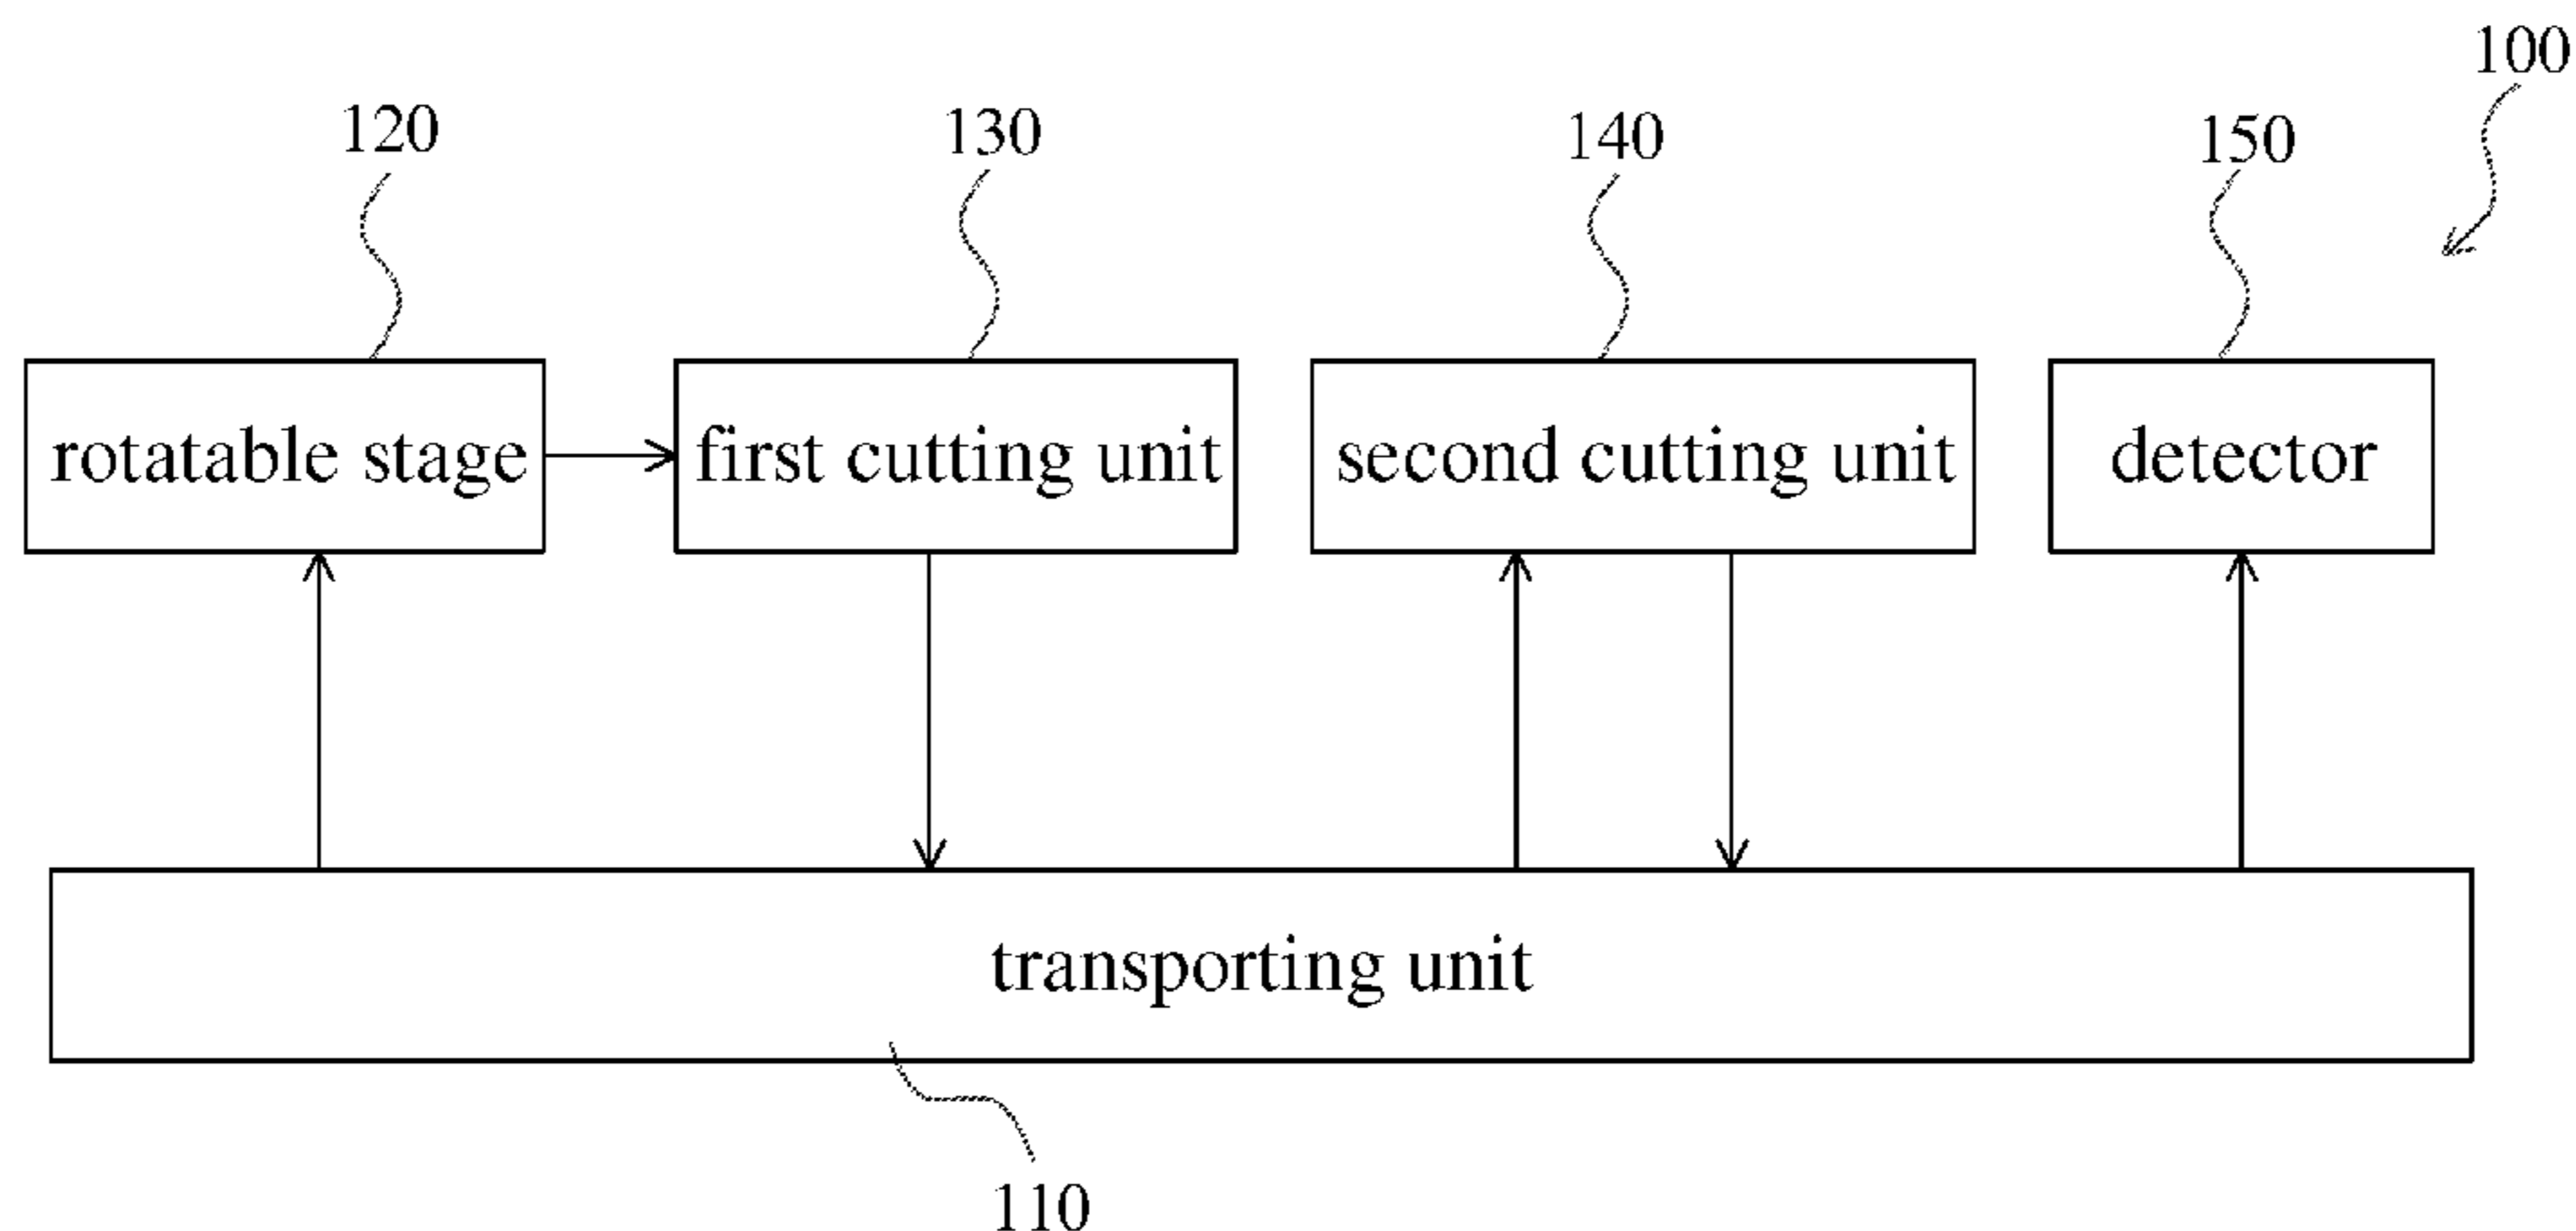 100
120
130
140
150
rotatable stage
first cutting unit
second cutting unit
detector
transporting unit
110